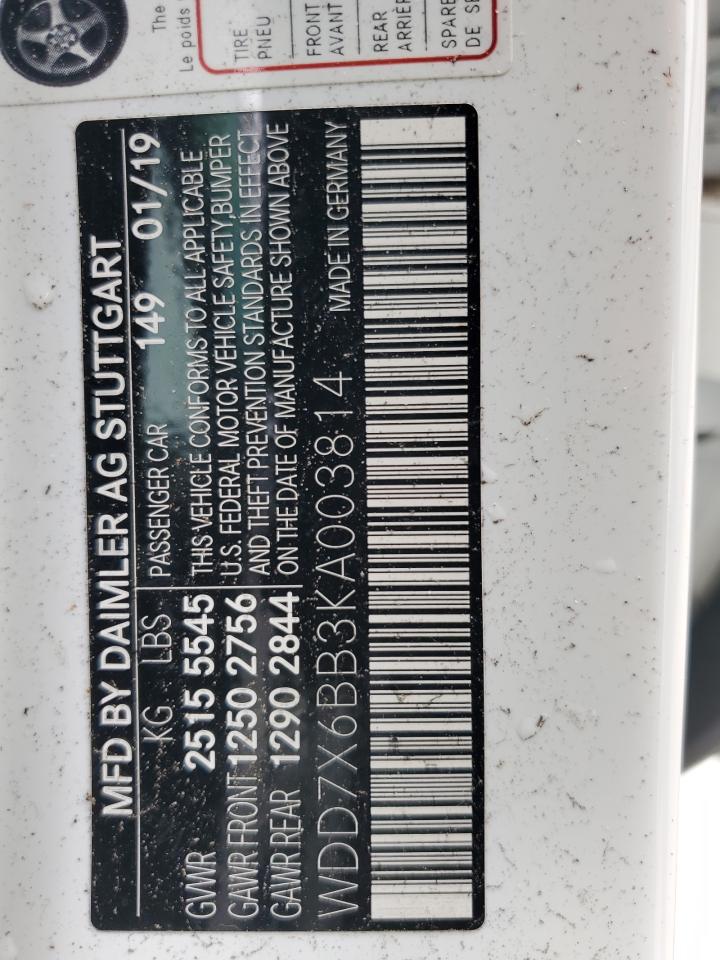 The
Le poids
TIRE
PNEU
FRONT
AVANT
REAR
SPARE
MFD BY DAIMLER AG STUTTGART
KG LBS PASSENGER CAR 149 01/19
GVWR 2515 5545 THIS VEHICLE CONFORMS TO ALL APPLICABLE
U.S. FEDERAL MOTOR VEHICLE SAFETY,BUMPER
GAWR FRONT 1250 2756 AND THEFT PREVENTION STANDARDS IN EFFECT
GAWR REAR 1290 2844 ON THE DATE OF MANUFACTURE SHOWN ABOVE
WDD7X6BB3KA003814 MADE IN GERMANY